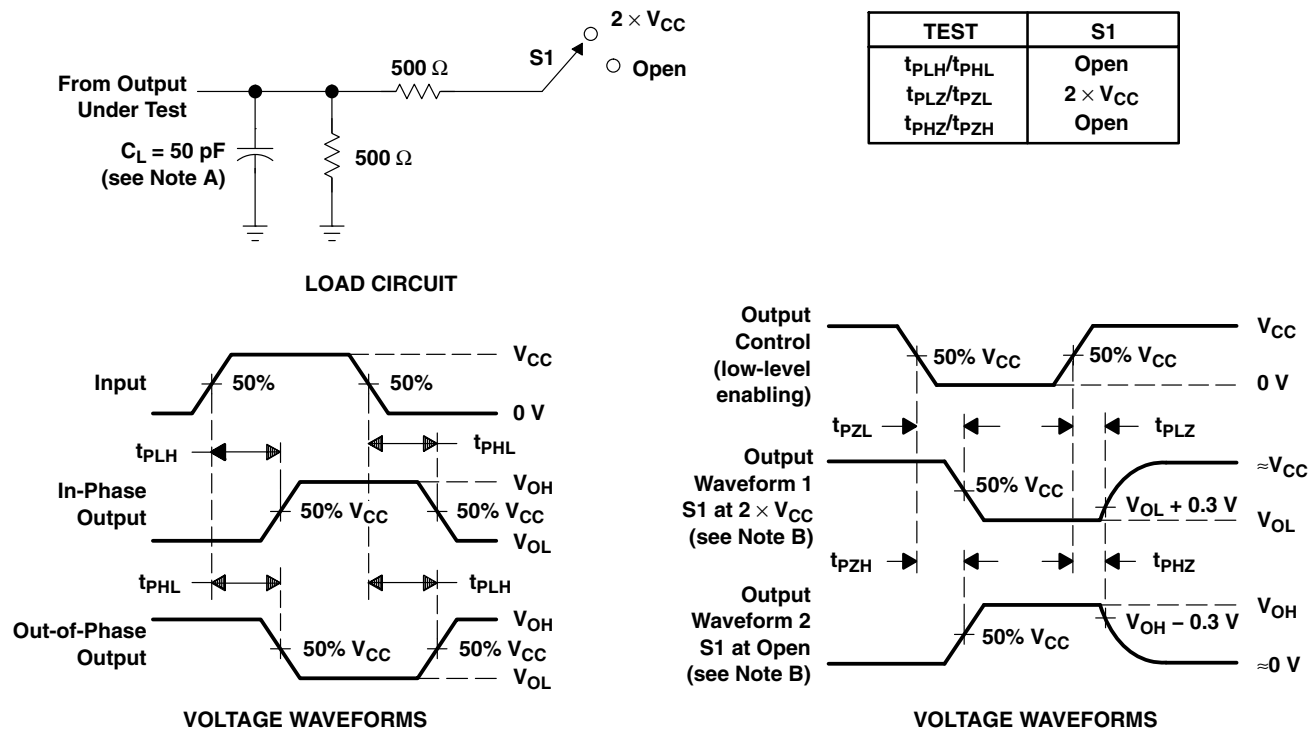 2 × VCC
S1
Open
500 Ω
From Output
Under Test
CL = 50 pF
(see Note A)
500 Ω
LOAD CIRCUIT
TEST S1
tPLH/tPHL Open
tPLZ/tPZL 2 × VCC
tPHZ/tPZH Open
Input
50%
50%
VCC
0 V
tPLH
tPHL
In-Phase
Output
50% VCC
VOH
50% VCC
VOL
tPHL
tPLH
Out-of-Phase
Output
50% VCC
VOH
50% VCC
VOL
VOLTAGE WAVEFORMS
Output
Control
(low-level
enabling)
50% VCC
50% VCC
VCC
0 V
tPZL
tPLZ
Output
Waveform 1
S1 at 2 × VCC
(see Note B)
50% VCC
≈VCC
VOL + 0.3 V
VOL
tPZH
tPHZ
Output
Waveform 2
S1 at Open
(see Note B)
50% VCC
VOH
VOH − 0.3 V
≈0 V
VOLTAGE WAVEFORMS